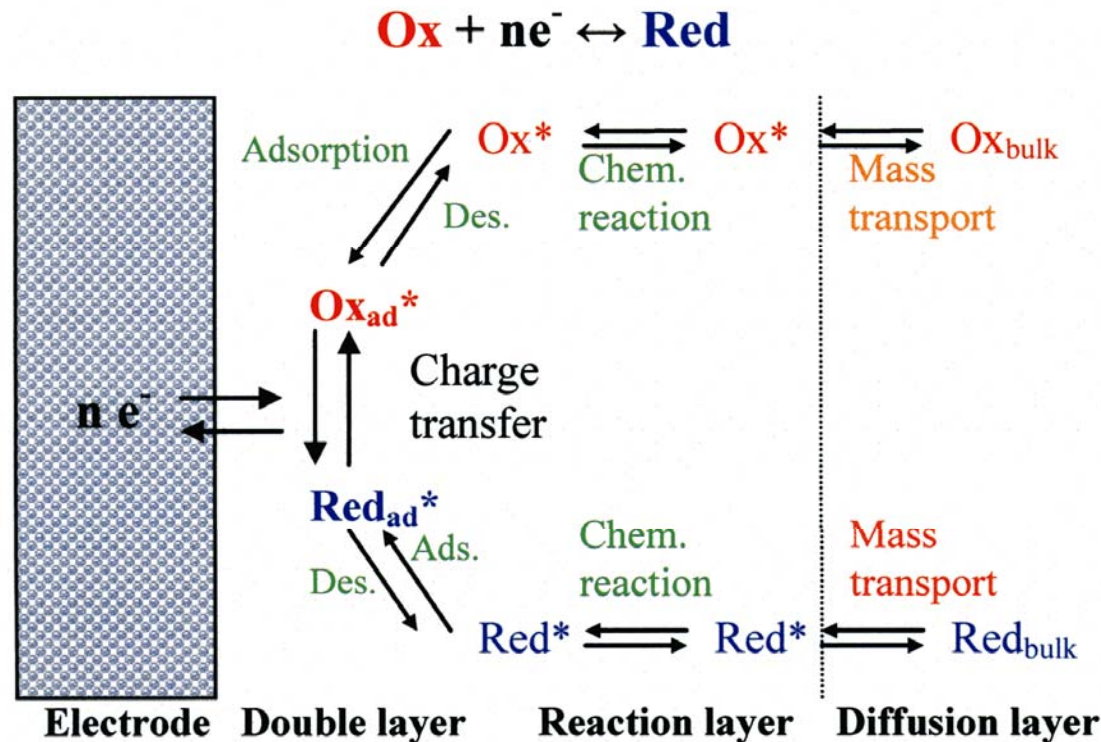 Ox + ne⁻ ↔ Red
Adsorption
Ox*
Ox*
Ox_bulk
Des.
Chem.
reaction
Mass
transport
Ox_ad*
n e⁻
Charge
transfer
Red_ad*
Ads.
Des.
Chem.
reaction
Mass
transport
Red*
Red*
Red_bulk
Electrode
Double layer
Reaction layer
Diffusion layer